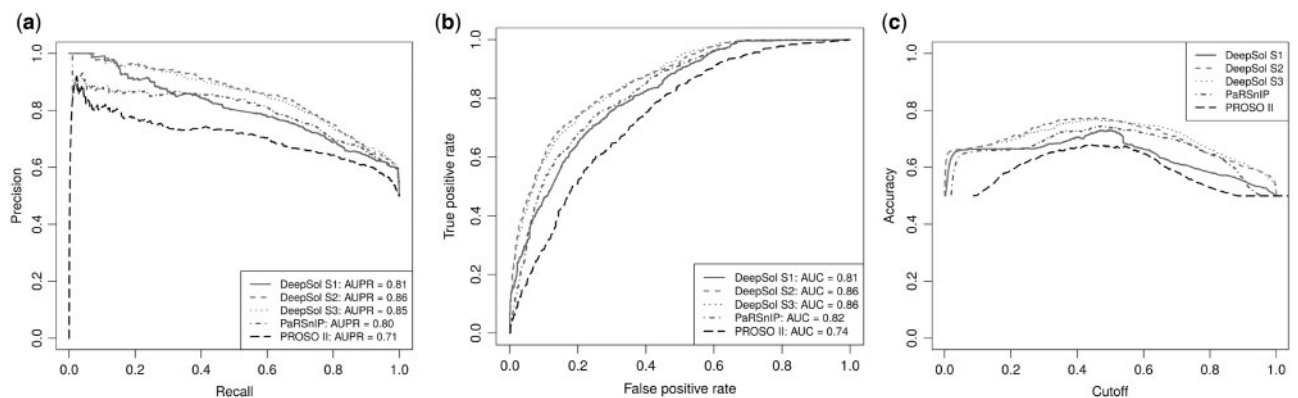 (a)
Precision
1.0
0.8
0.6
0.4
0.2
0.0
DeepSol S1: AUPR = 0.81
DeepSol S2: AUPR = 0.86
DeepSol S3: AUPR = 0.85
PaRSnIP: AUPR = 0.80
PROSO II: AUPR = 0.71
0.0 0.2 0.4 0.6 0.8 1.0
Recall
(b)
True positive rate
1.0
0.8
0.6
0.4
0.2
0.0
DeepSol S1: AUC = 0.81
DeepSol S2: AUC = 0.86
DeepSol S3: AUC = 0.86
PaRSnIP: AUC = 0.82
PROSO II: AUC = 0.74
0.0 0.2 0.4 0.6 0.8 1.0
False positive rate
(c)
Accuracy
1.0
0.8
0.6
0.4
0.2
0.0
DeepSol S1
DeepSol S2
DeepSol S3
PaRSnIP
PROSO II
0.0 0.2 0.4 0.6 0.8 1.0
Cutoff